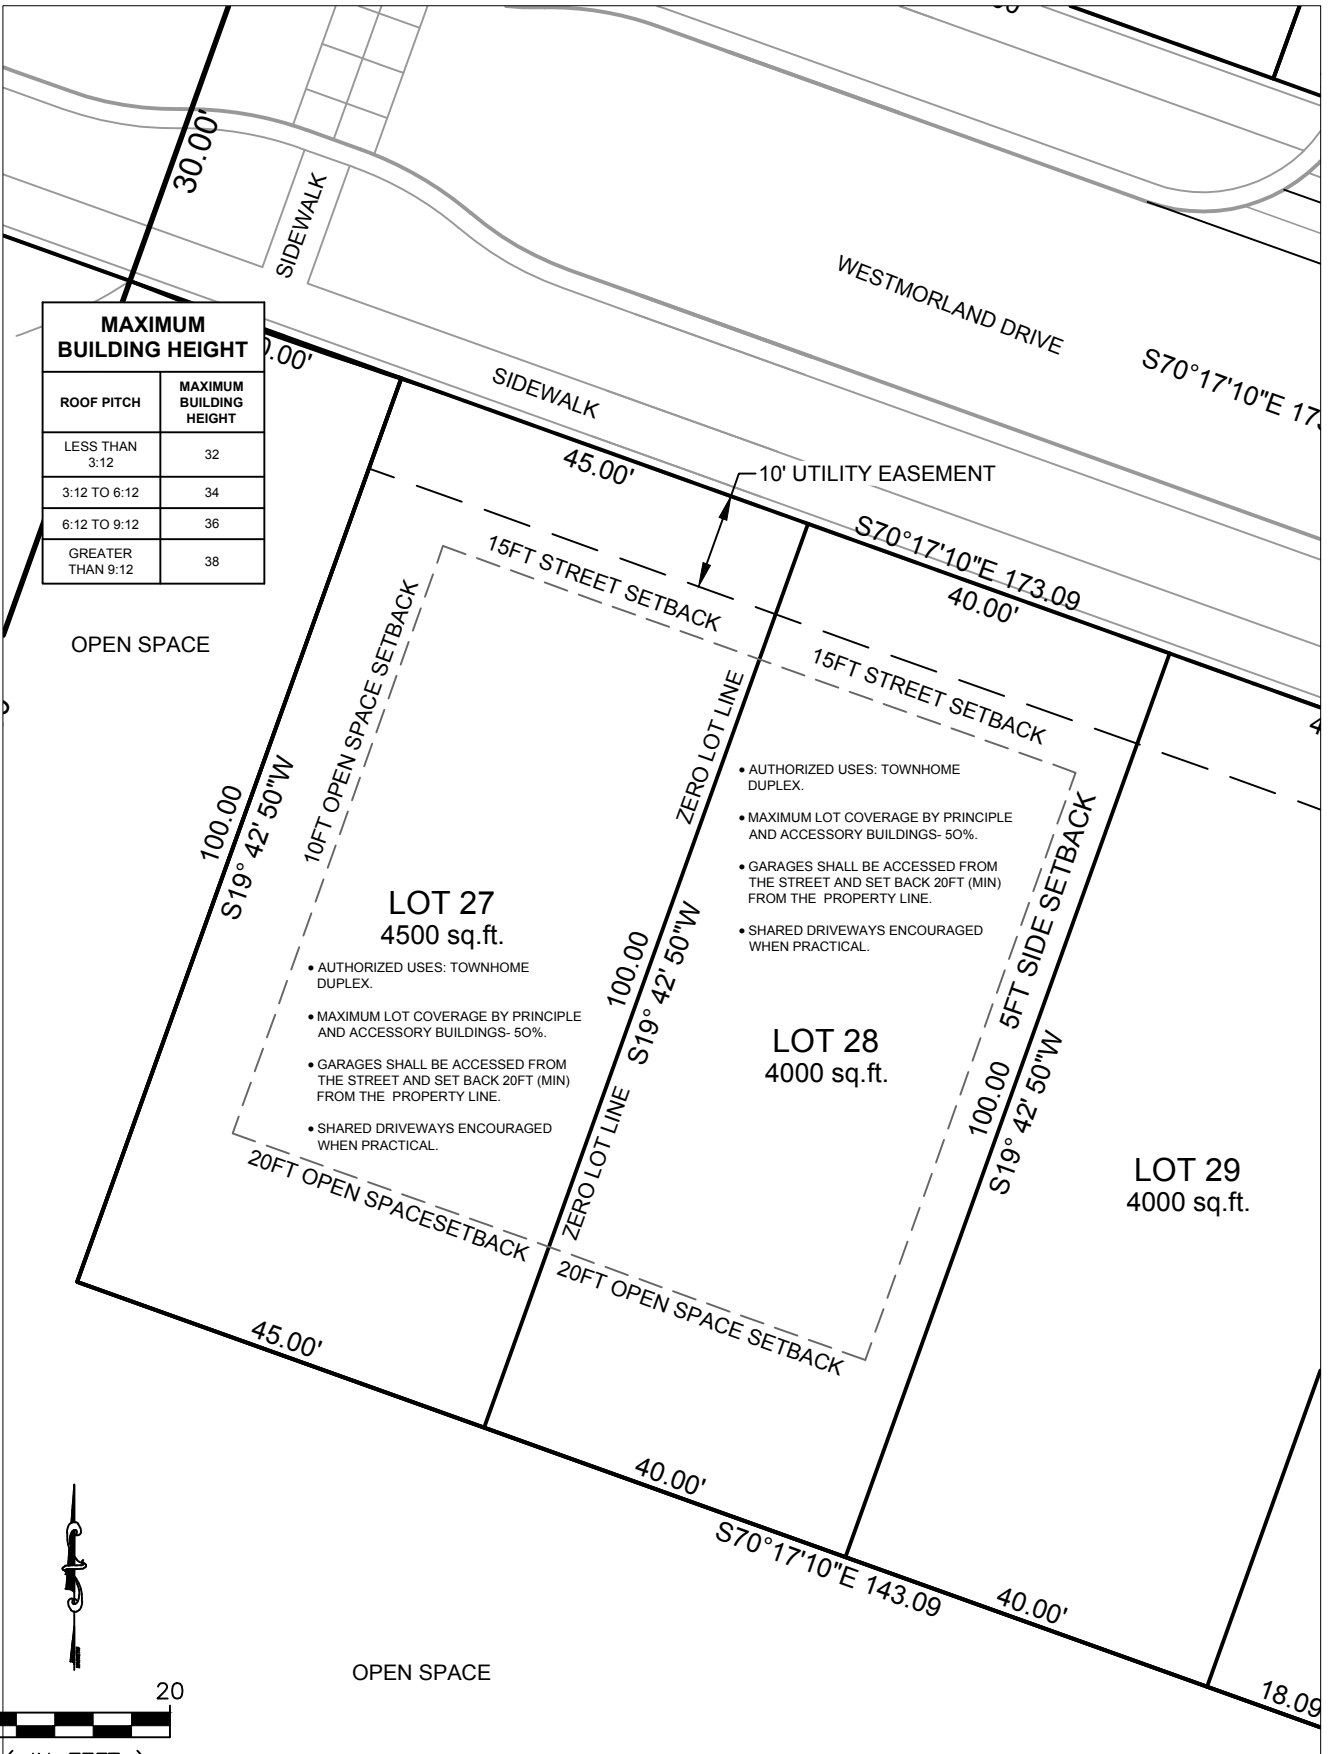 30.00'
SIDEWALK
WESTMORLAND DRIVE
S70°17'10"E 17
MAXIMUM
BUILDING HEIGHT
ROOF PITCH
MAXIMUM
BUILDING
HEIGHT
LESS THAN
3:12
32
3:12 TO 6:12
34
6:12 TO 9:12
36
GREATER
THAN 9:12
38
0.00'
SIDEWALK
45.00'
10' UTILITY EASEMENT
S70°17'10"E 173.09
40.00'
15FT STREET SETBACK
15FT STREET SETBACK
OPEN SPACE
10FT OPEN SPACE SETBACK
ZERO LOT LINE
100.00
S19° 42' 50"W
LOT 27
4500 sq.ft.
• AUTHORIZED USES: TOWNHOME
DUPLEX.
• MAXIMUM LOT COVERAGE BY PRINCIPLE
AND ACCESSORY BUILDINGS- 5O%.
• GARAGES SHALL BE ACCESSED FROM
THE STREET AND SET BACK 20FT (MIN)
FROM THE PROPERTY LINE.
• SHARED DRIVEWAYS ENCOURAGED
WHEN PRACTICAL.
20FT OPEN SPACESETBACK
100.00
S19° 42' 50"W
ZERO LOT LINE
• AUTHORIZED USES: TOWNHOME
DUPLEX.
• MAXIMUM LOT COVERAGE BY PRINCIPLE
AND ACCESSORY BUILDINGS- 5O%.
• GARAGES SHALL BE ACCESSED FROM
THE STREET AND SET BACK 20FT (MIN)
FROM THE PROPERTY LINE.
• SHARED DRIVEWAYS ENCOURAGED
WHEN PRACTICAL.
LOT 28
4000 sq.ft.
5FT SIDE SETBACK
100.00
S19° 42' 50"W
20FT OPEN SPACE SETBACK
LOT 29
4000 sq.ft.
45.00'
40.00'
S70°17'10"E 143.09
40.00'
18.09
OPEN SPACE
20